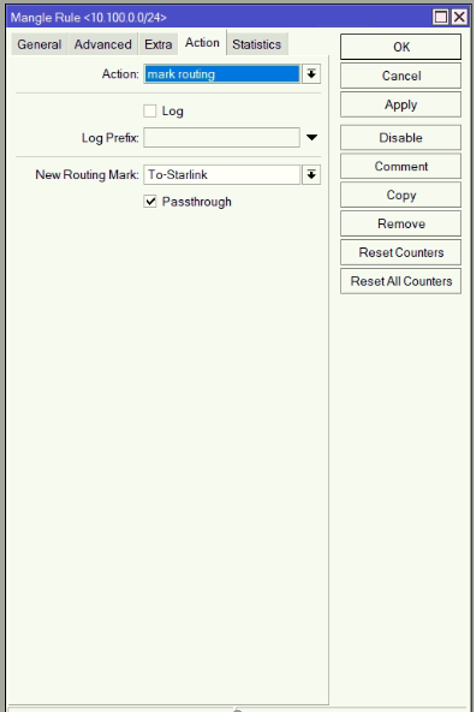 Mangle Rule <10.100.0.0/24>
General Advanced Extra Action Statistics
OK
Action: mark routing
Cancel
Log
Apply
Log Prefix:
Disable
Comment
New Routing Mark: To-Starlink
Copy
Passthrough
Remove
Reset Counters
Reset All Counters